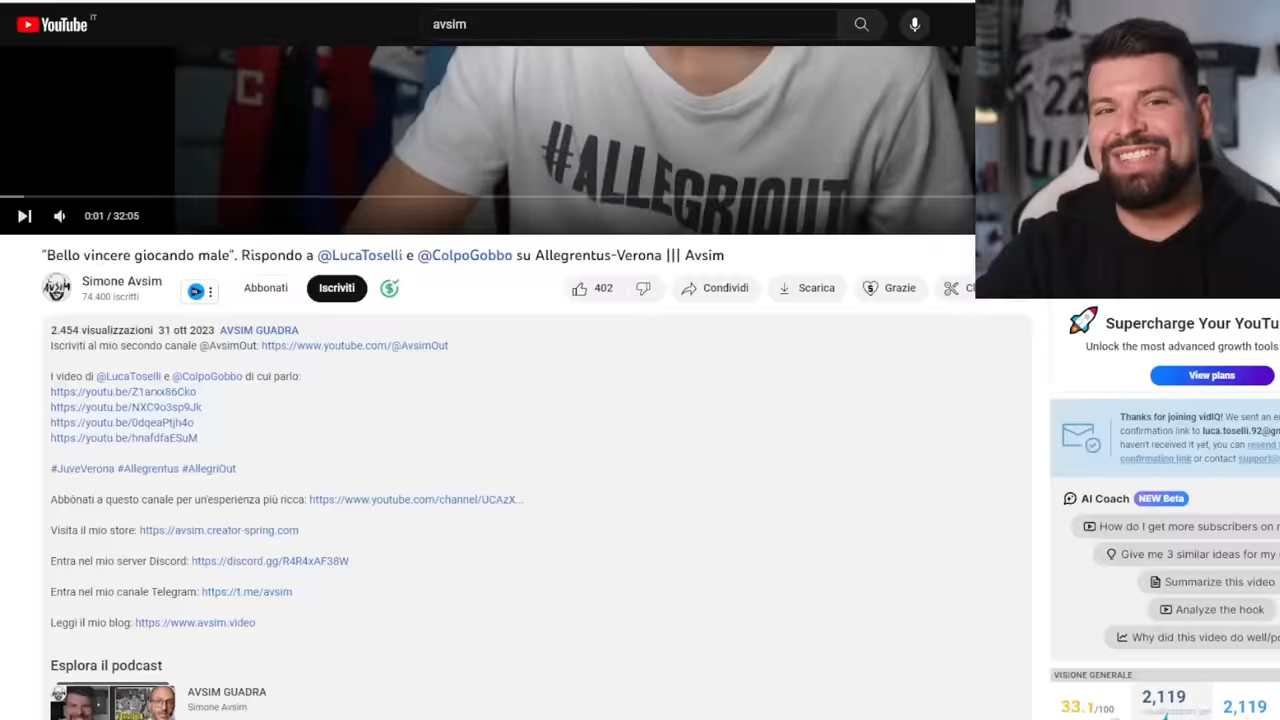 YouTube IT
avsim
C
22
#ALLEGRIOUT
0:01 / 32:05
"Bello vincere giocando male". Rispondo a @LucaToselli e @ColpoGobbo su Allegrentus-Verona ||| Avsim
Simone Avsim
74.400 iscritti
Abbonati
Iscriviti
402
Condividi
Scarica
Grazie
2.454 visualizzazioni 31 ott 2023 AVSIM GUADRA
Iscriviti al mio secondo canale @AvsimOut: https://www.youtube.com/@AvsimOut
I video di @LucaToselli e @ColpoGobbo di cui parlo:
https://youtu.be/Z1arxx86Cko
https://youtu.be/NXC9o3sp9Jk
https://youtu.be/0dqeaPtjh4o
https://youtu.be/hnafdfaESuM
#JuveVerona #Allegrentus #AllegriOut
Abbònati a questo canale per un'esperienza più ricca: https://www.youtube.com/channel/UCAzX...
Visita il mio store: https://avsim.creator-spring.com
Entra nel mio server Discord: https://discord.gg/R4R4xAF38W
Entra nel mio canale Telegram: https://t.me/avsim
Leggi il mio blog: https://www.avsim.video
Esplora il podcast
AVSIM GUADRA
Simone Avsim
Supercharge Your YouTu
Unlock the most advanced growth tools
View plans
Thanks for joining vidIQ! We sent an e
confirmation link to luca.toselli.92@gm
haven't received it yet, you can resend
confirmation link or contact support@
AI Coach NEW Beta
How do I get more subscribers on
Give me 3 similar ideas for my
Summarize this video
Analyze the hook
Why did this video do well/po
VISIONE GENERALE
33.1/100
2,119
2,119